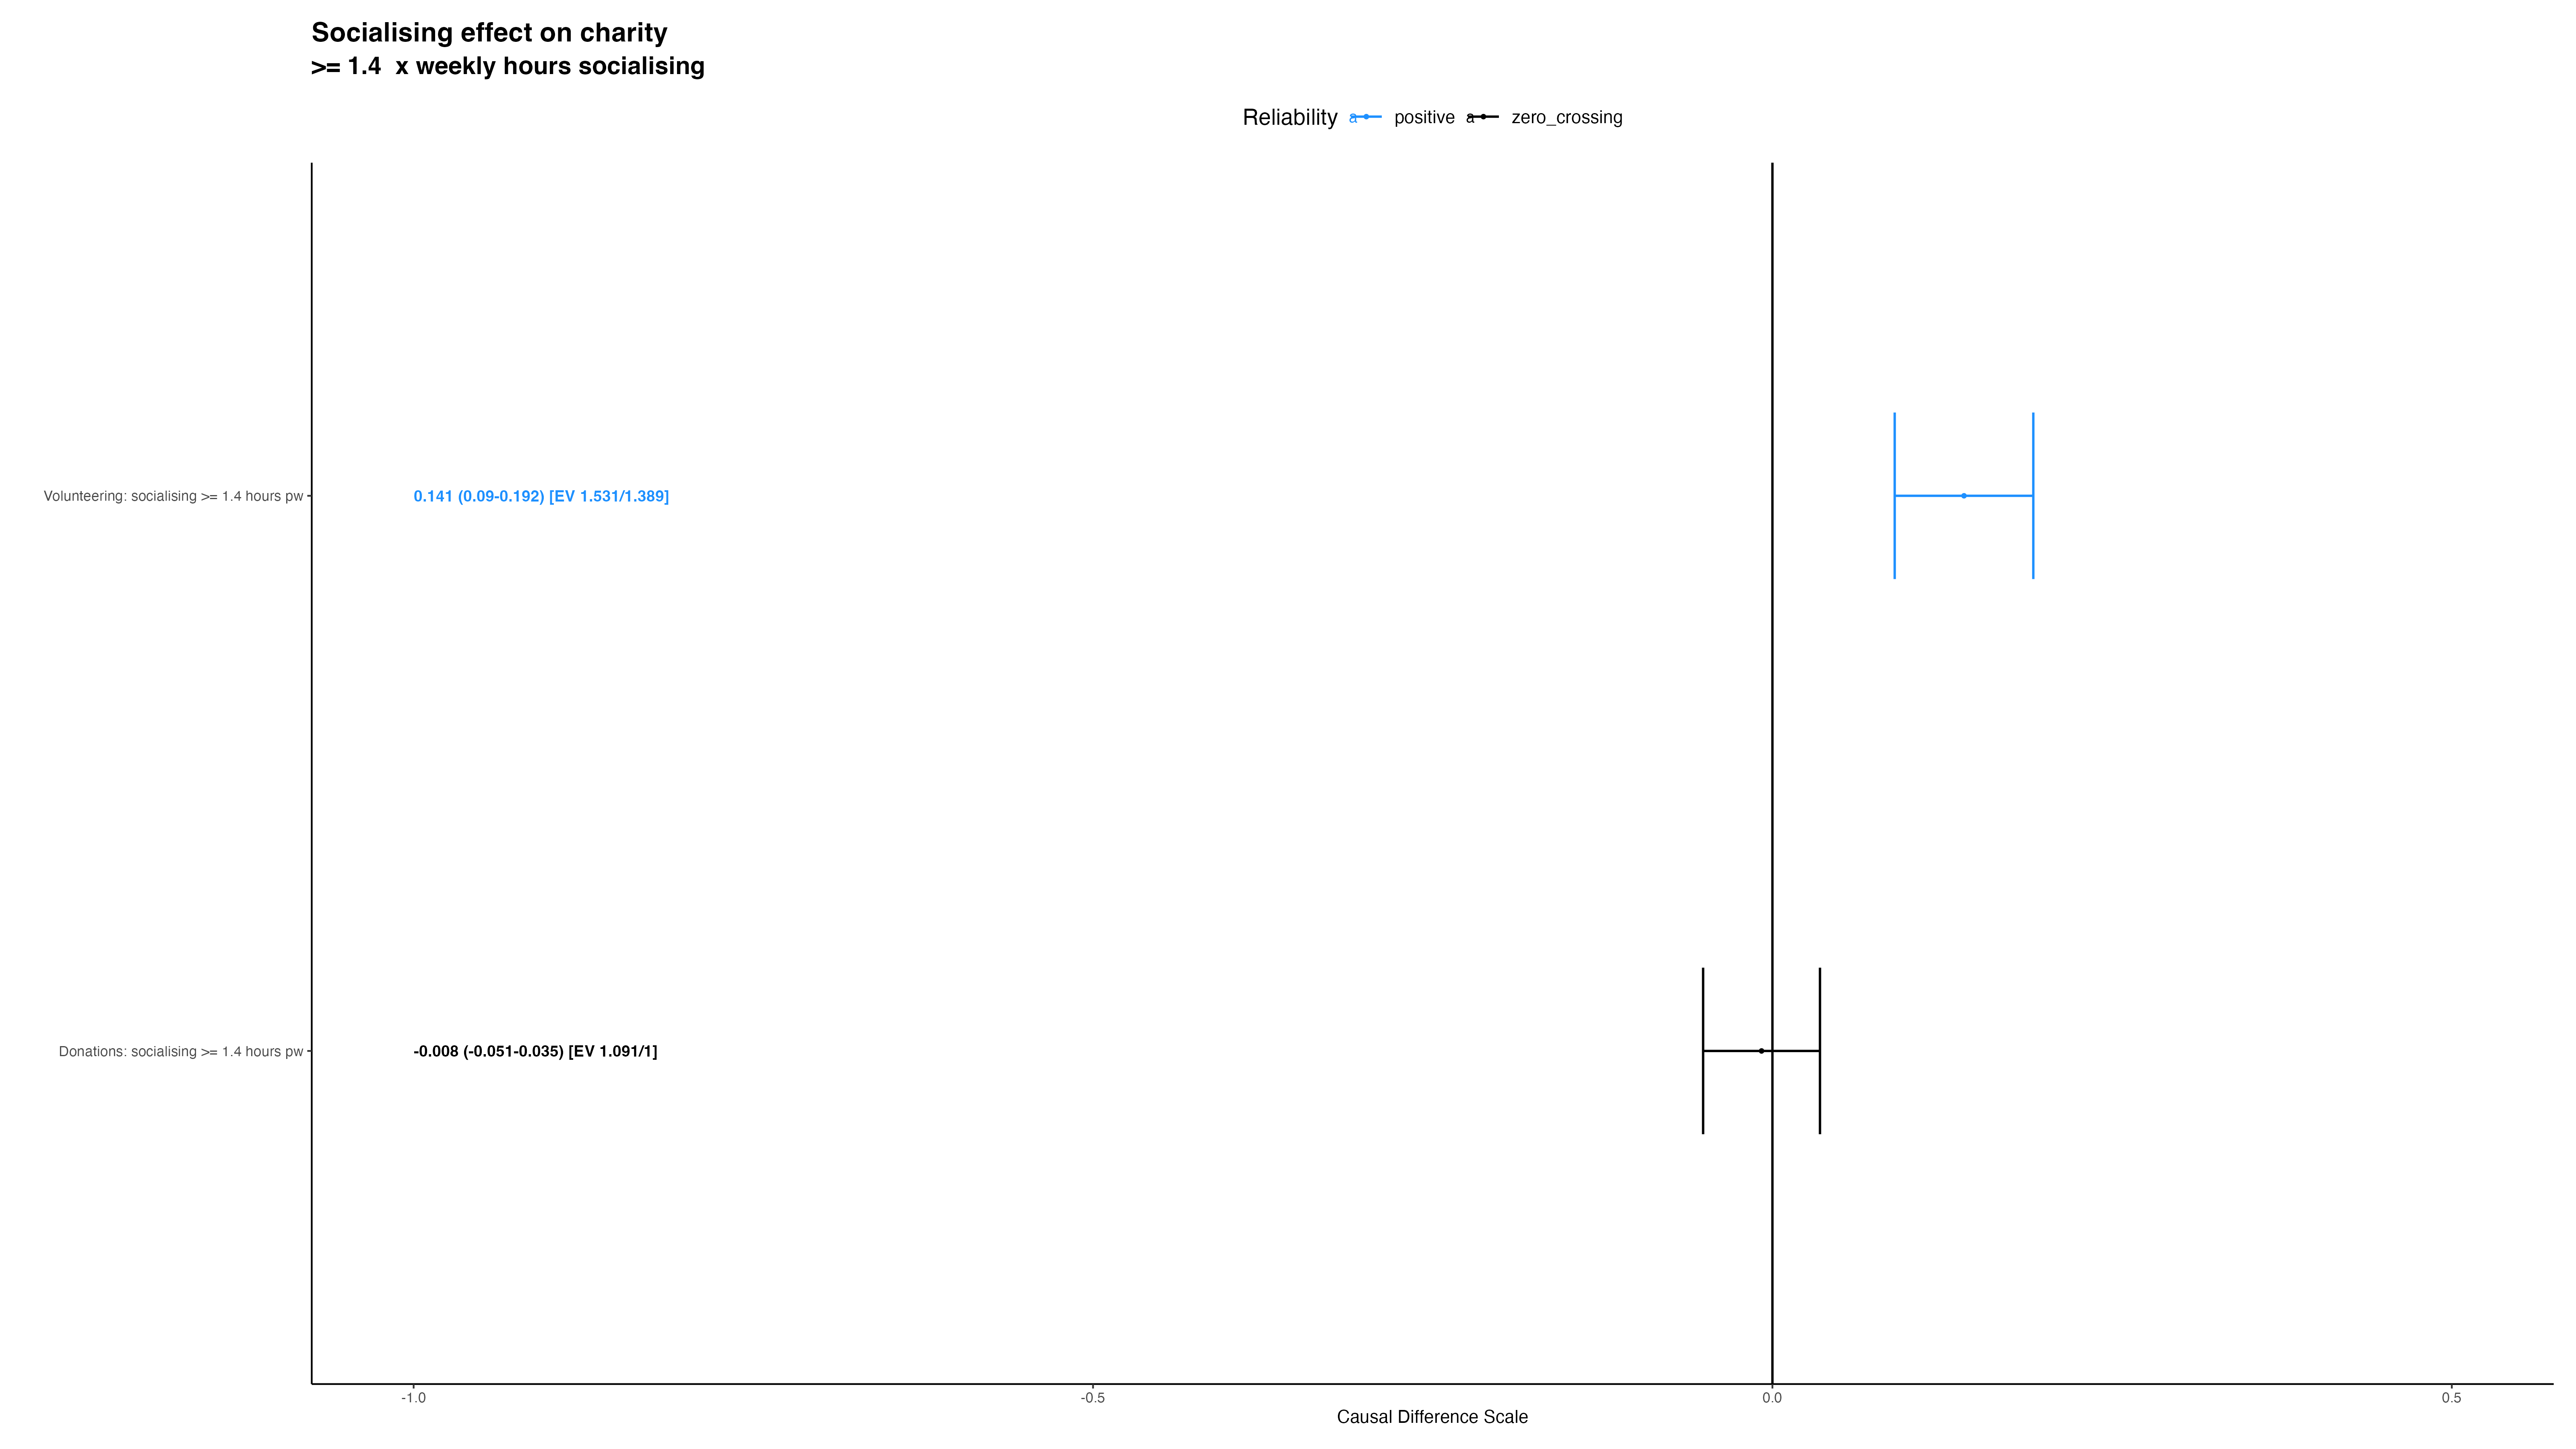 Socialising effect on charity
>= 1.4  x weekly hours socialising
Reliability a positive a zero_crossing
Volunteering: socialising >= 1.4 hours pw
0.141 (0.09-0.192) [EV 1.531/1.389]
Donations: socialising >= 1.4 hours pw
-0.008 (-0.051-0.035) [EV 1.091/1]
-1.0 -0.5 0.0 0.5
Causal Difference Scale